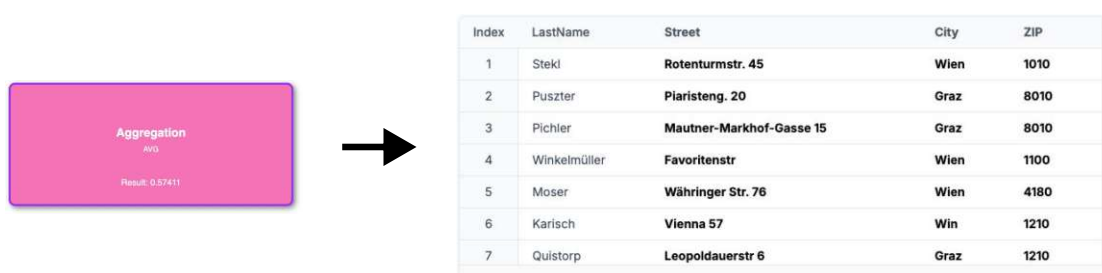 Aggregation
AVG
Result: 0.57411
Index LastName Street City ZIP
1 Stekl Rotenturmstr. 45 Wien 1010
2 Puszter Piaristeng. 20 Graz 8010
3 Pichler Mautner-Markhof-Gasse 15 Graz 8010
4 Winkelmüller Favoritenstr Wien 1100
5 Moser Währinger Str. 76 Wien 4180
6 Karisch Vienna 57 Win 1210
7 Quistorp Leopoldauerstr 6 Graz 1210